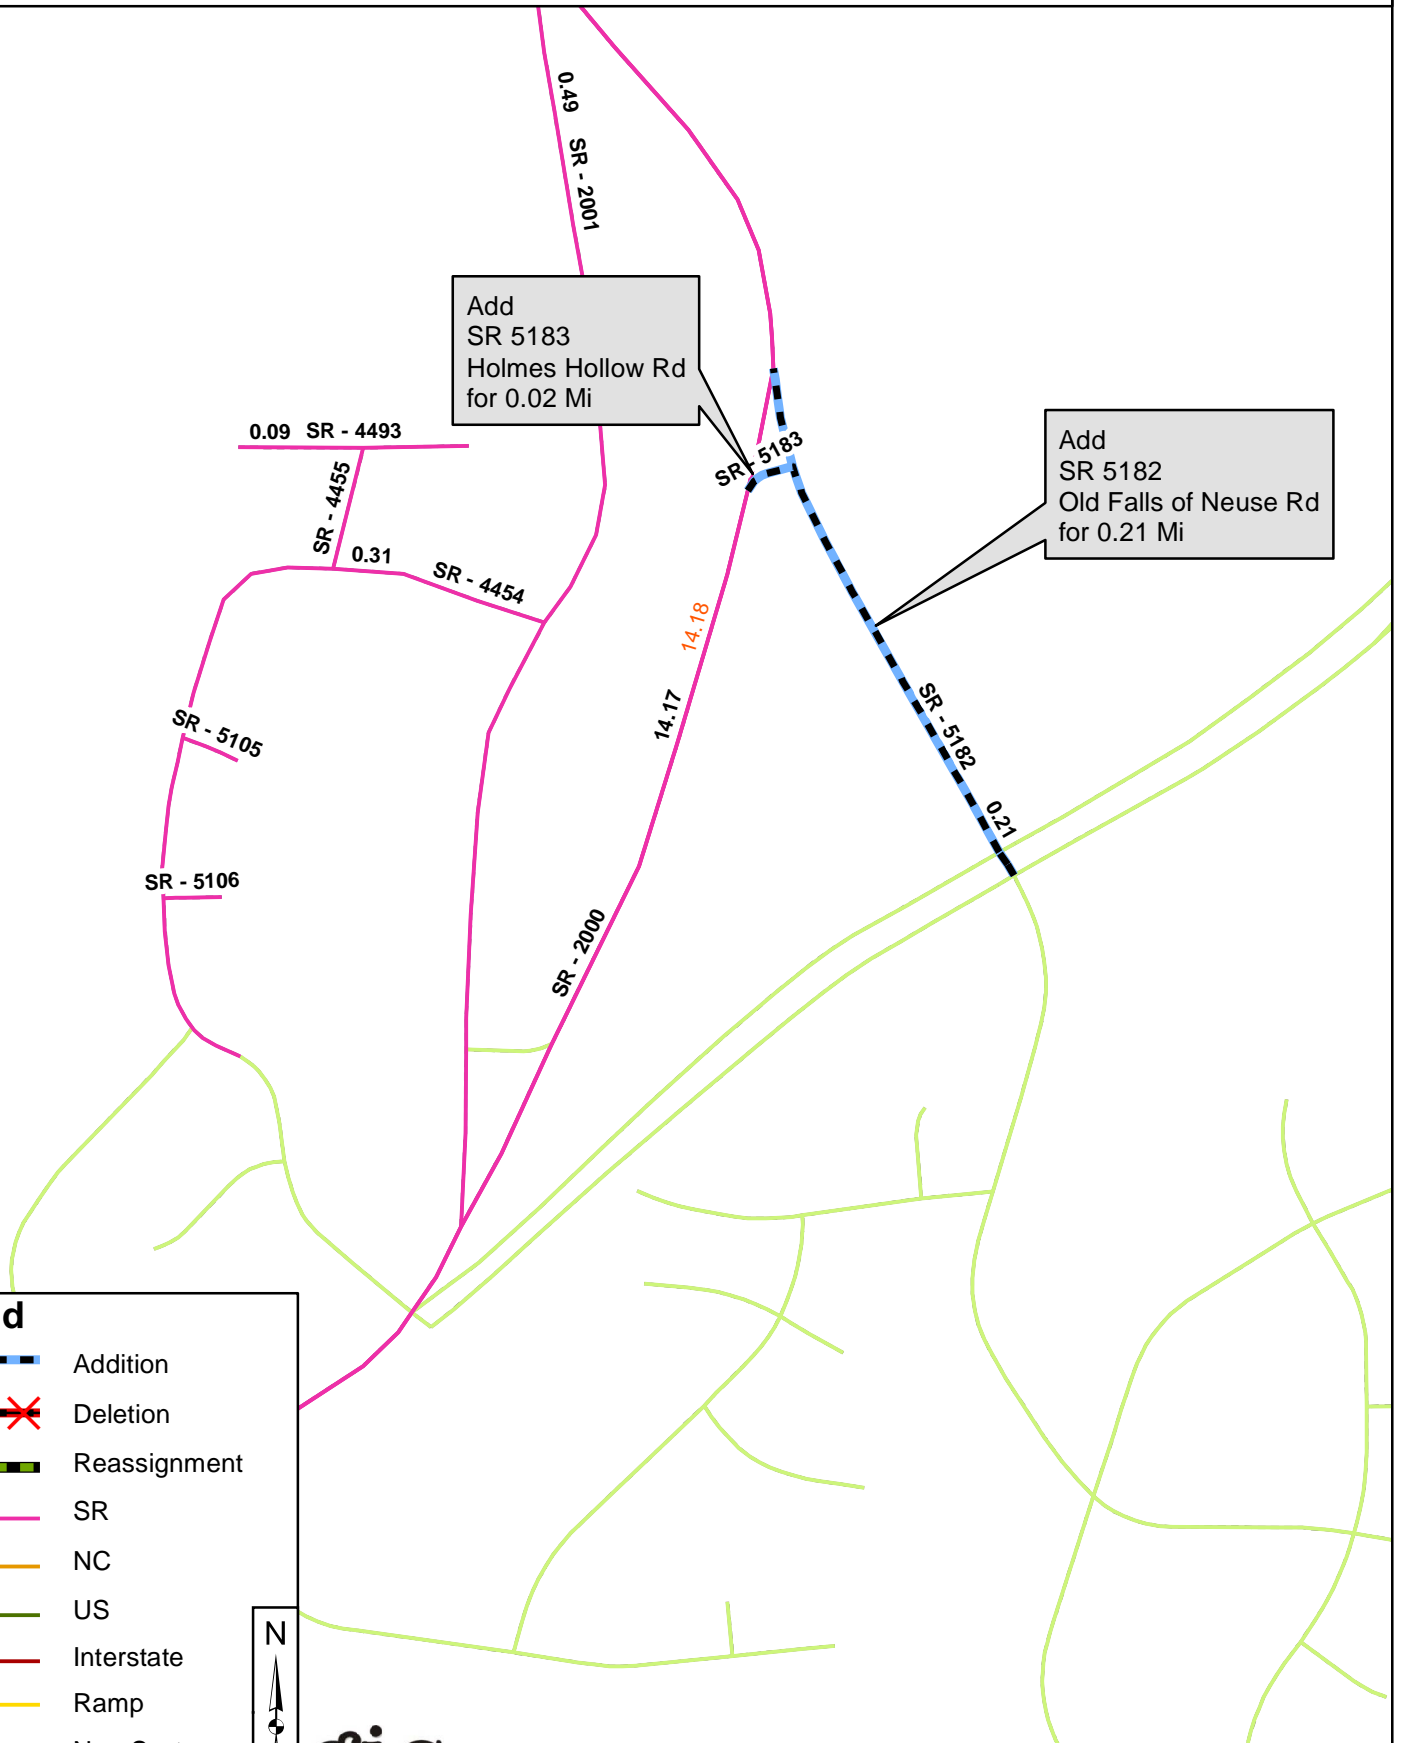 0.49
SR - 2001
Add
SR 5183
Holmes Hollow Rd
for 0.02 Mi
0.09 SR - 4493
SR - 5183
Add
SR 5182
Old Falls of Neuse Rd
for 0.21 Mi
SR - 4455
0.31
SR - 4454
14.18
14.17
SR - 5105
SR - 5182
0.21
SR - 5106
SR - 2000
d
Addition
Deletion
Reassignment
SR
NC
US
Interstate
Ramp
N